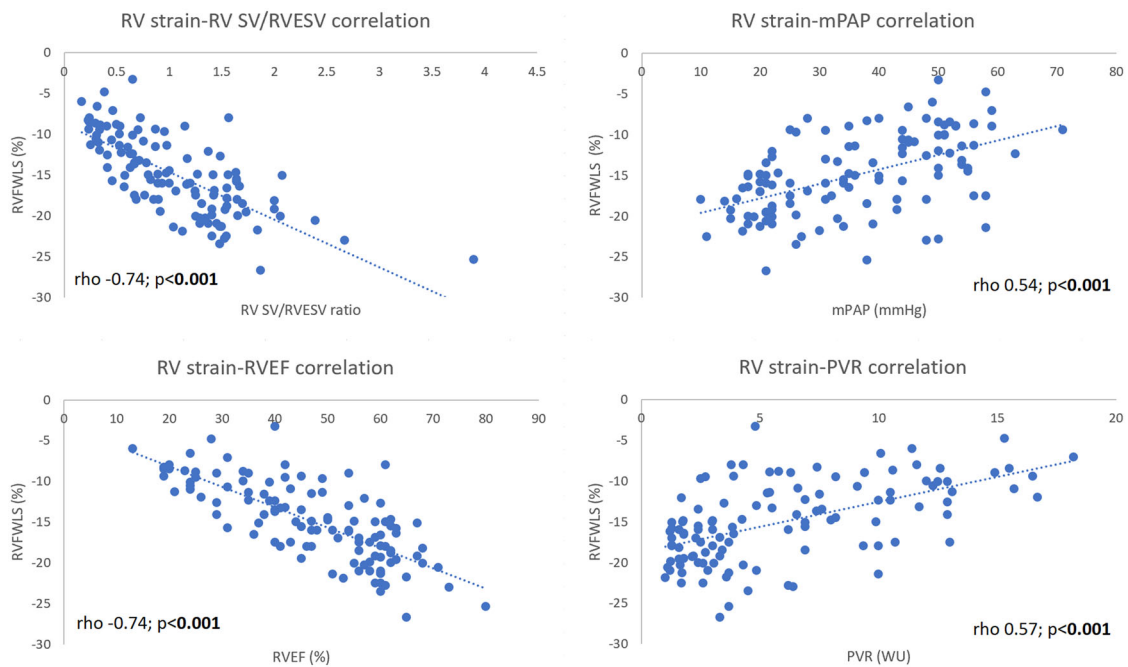 RV strain-RV SV/RVESV correlation
0 0.5 1 1.5 2 2.5 3 3.5 4 4.5
0
-5
-10
-15
-20
-25
-30
RVFWLS (%)
rho -0.74; p<0.001
RV SV/RVESV ratio
RV strain-mPAP correlation
0 10 20 30 40 50 60 70 80
0
-5
-10
-15
-20
-25
-30
RVFWLS (%)
rho 0.54; p<0.001
mPAP (mmHg)
RV strain-RVEF correlation
0 10 20 30 40 50 60 70 80 90
0
-5
-10
-15
-20
-25
-30
RVFWLS (%)
rho -0.74; p<0.001
RVEF (%)
RV strain-PVR correlation
0 5 10 15 20
0
-5
-10
-15
-20
-25
-30
RVFWLS (%)
rho 0.57; p<0.001
PVR (WU)